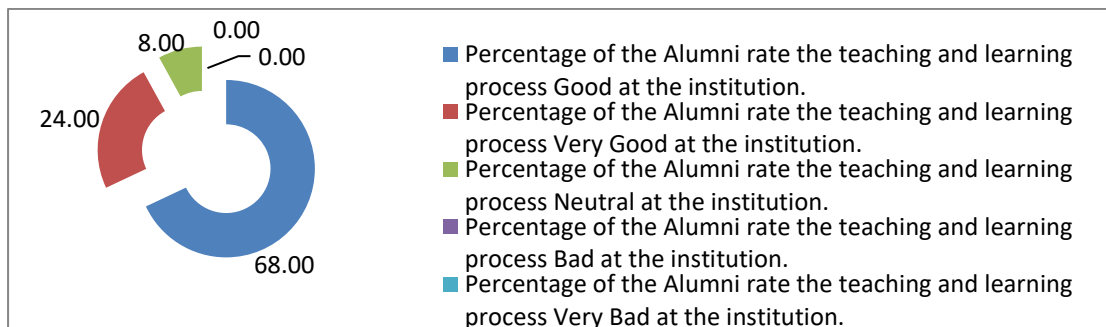 0.00
8.00
0.00
24.00
68.00
Percentage of the Alumni rate the teaching and learning
process Good at the institution.
Percentage of the Alumni rate the teaching and learning
process Very Good at the institution.
Percentage of the Alumni rate the teaching and learning
process Neutral at the institution.
Percentage of the Alumni rate the teaching and learning
process Bad at the institution.
Percentage of the Alumni rate the teaching and learning
process Very Bad at the institution.